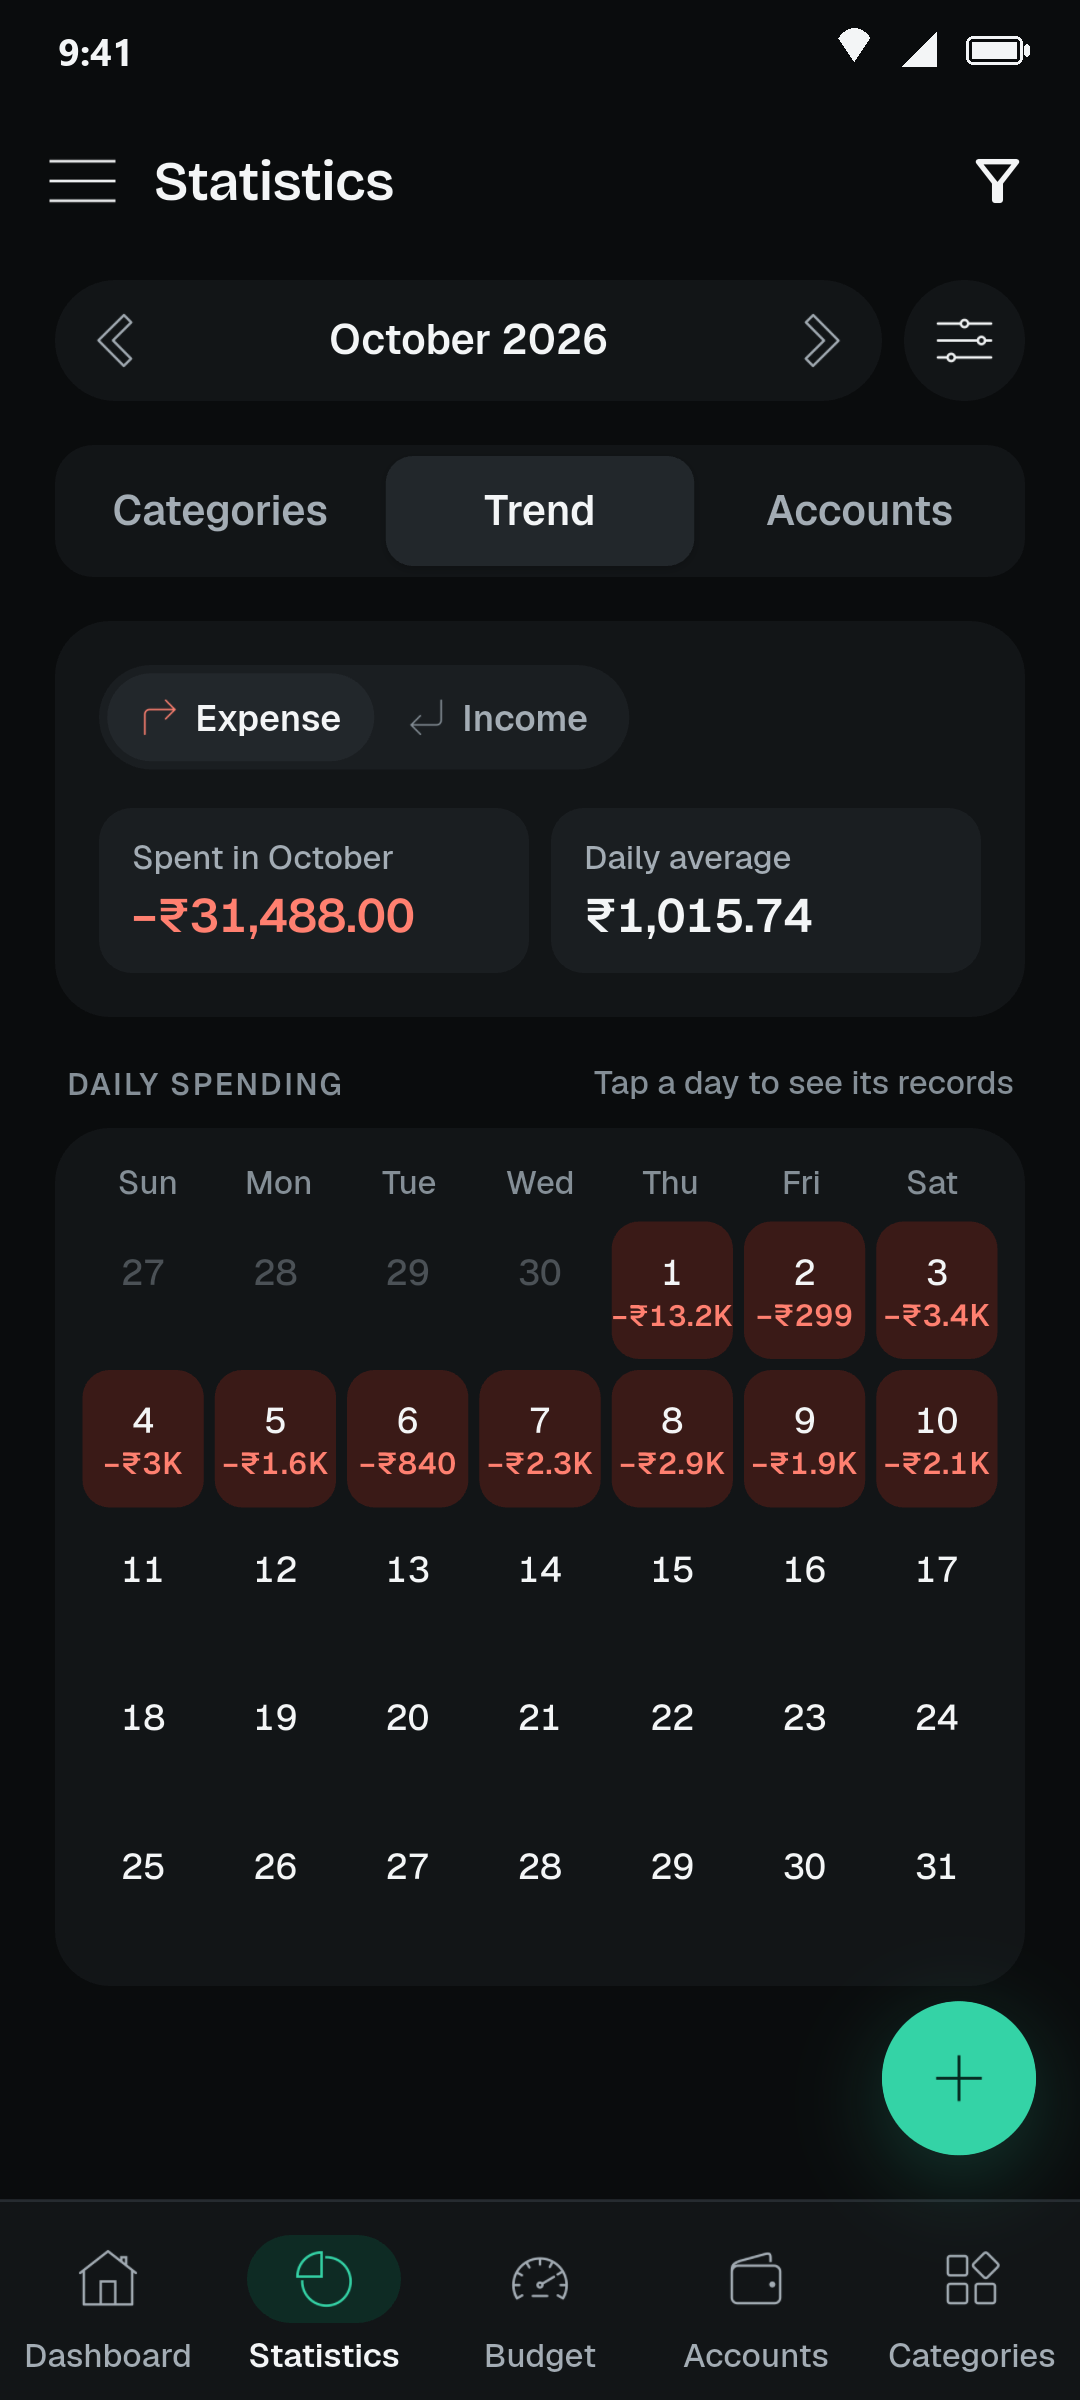 9:41
Statistics
October 2026
Categories Trend Accounts
Expense Income
Spent in October Daily average
−₹31,488.00 ₹1,015.74
DAILY SPENDING Tap a day to see its records
Sun Mon Tue Wed Thu Fri Sat
27 28 29 30 1 2 3
−₹13.2K −₹299 −₹3.4K
4 5 6 7 8 9 10
−₹3K −₹1.6K −₹840 −₹2.3K −₹2.9K −₹1.9K −₹2.1K
11 12 13 14 15 16 17
18 19 20 21 22 23 24
25 26 27 28 29 30 31
Dashboard Statistics Budget Accounts Categories